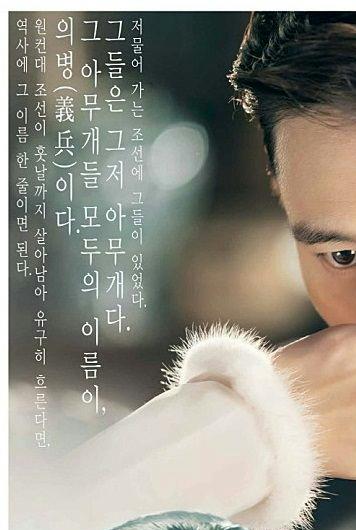 저물어 가는 조선에 그들이 있었다.
그들은 그저 아무개다.
그 아무개들 모두의 이름이,
의병(義兵)이다.
원컨대 조선이 훗날까지 살아남아 유구히 흐른다면,
역사에 그 이름 한 줄이면 된다.